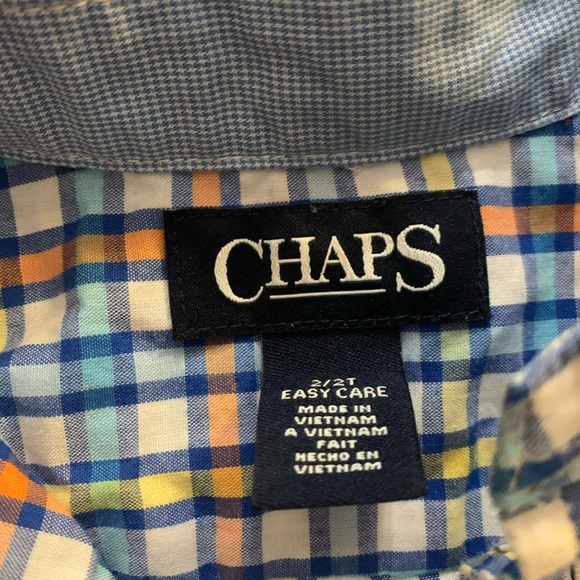 CHAPS
2/2T
EASY CARE
MADE IN
VIETNAM
A VIETNAM
FAIT
HECHO EN
VIETNAM